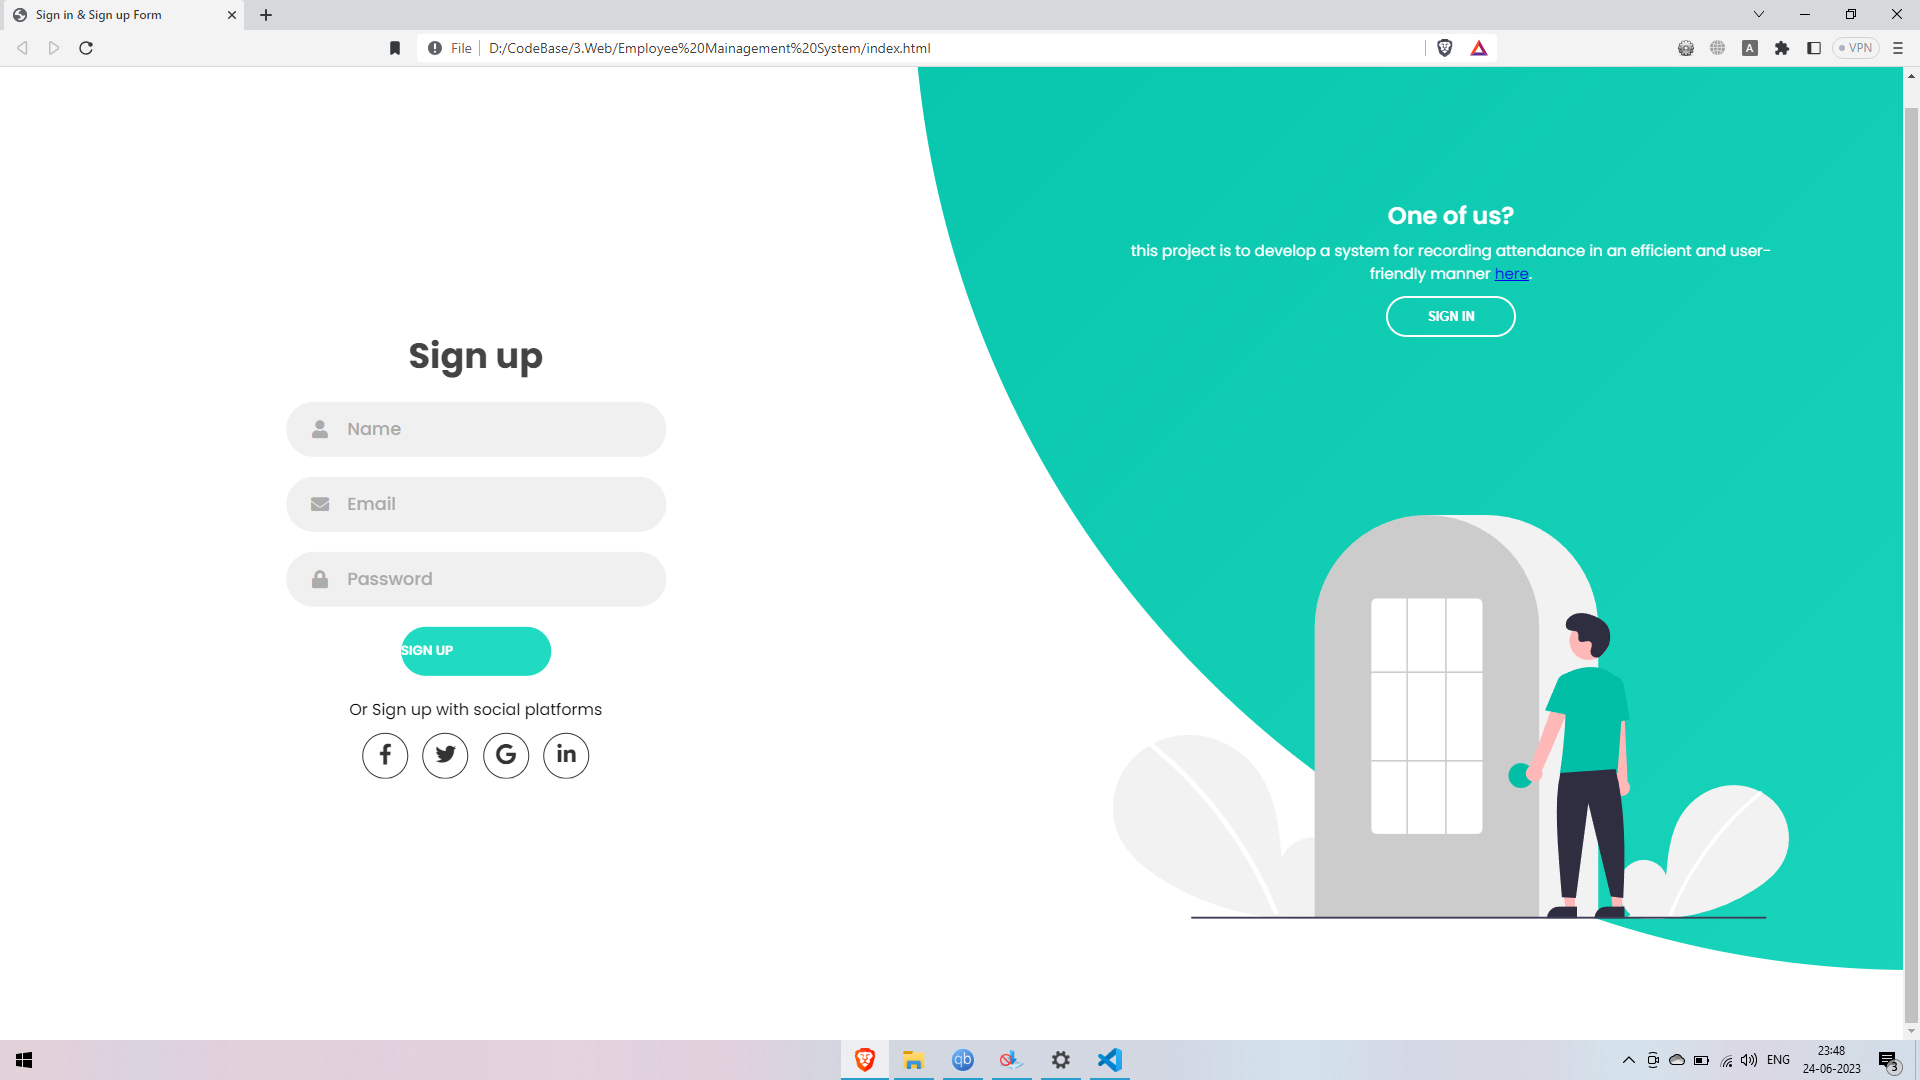 Sign in & Sign up Form
File
D:/CodeBase/3.Web/Employee%20Mainagement%20System/index.html
A
VPN
One of us?
this project is to develop a system for recording attendance in an efficient and user-
friendly manner here.
SIGN IN
Sign up
Name
Email
Password
SIGN UP
Or Sign up with social platforms
qb
ENG
23:48
24-06-2023
3